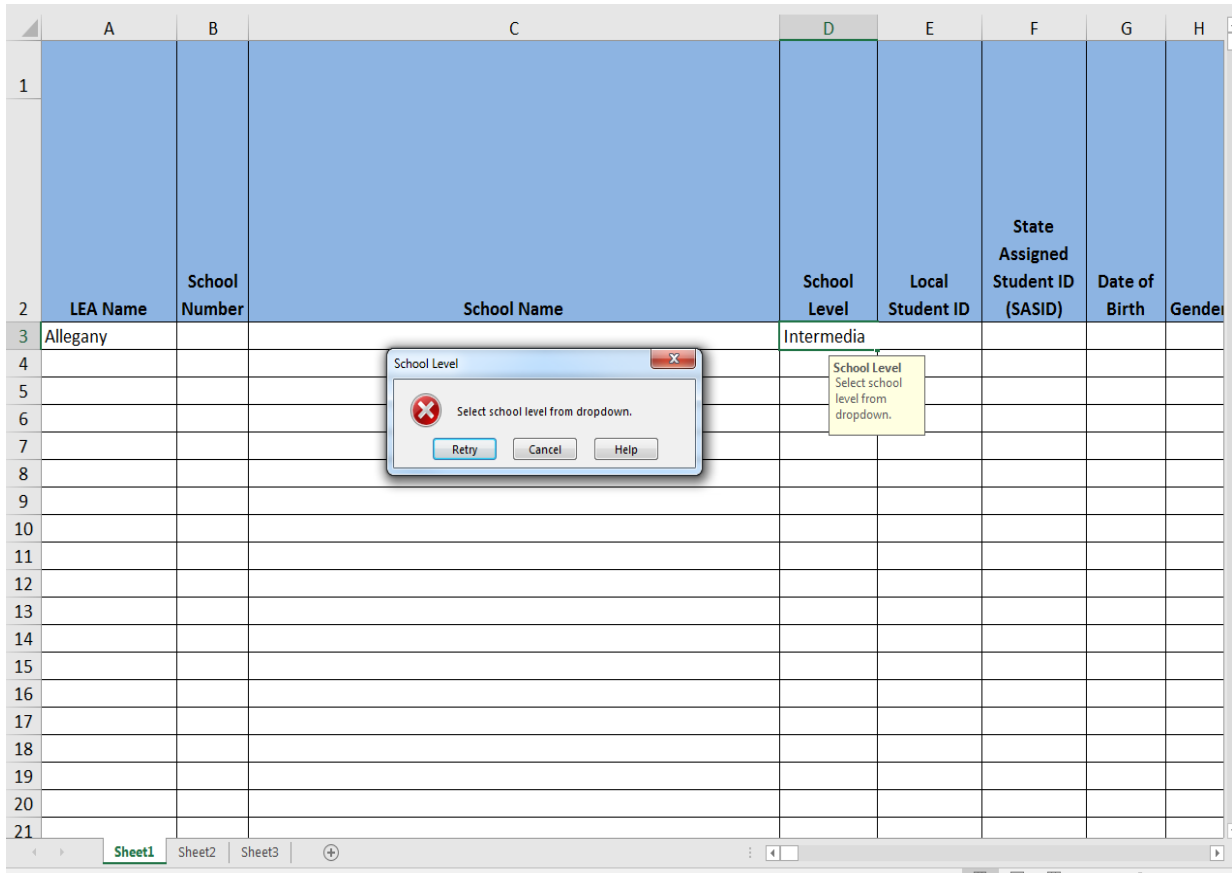 A B C D E F G H
1
State
Assigned
School School Local Student ID Date of
2 LEA Name Number School Name Level Student ID (SASID) Birth Gender
3 Allegany Intermedia
4 School Level School Level
5 Select school
6 Select school level from dropdown. level from
dropdown.
7 Retry Cancel Help
8
9
10
11
12
13
14
15
16
17
18
19
20
21
Sheet1 Sheet2 Sheet3